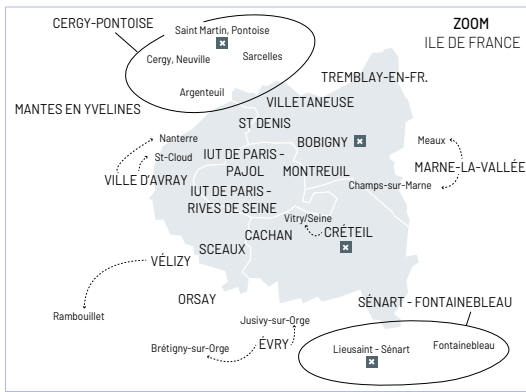 CERGY-PONTOISE
Saint Martin, Pontoise
Cergy, Neuville
Sarcelles
Argenteuil
ZOOM
ILE DE FRANCE
TREMBLAY-EN-FR.
MANTES EN YVELINES
VILLETANEUSE
ST DENIS
BOBIGNY
Nanterre
St-Cloud
VILLE D'AVRAY
IUT DE PARIS -
PAJOL
MONTREUIL
Meaux
MARNE-LA-VALLÉE
Champs-sur-Marne
IUT DE PARIS -
RIVES DE SEINE
Vitry/Seine
CACHAN
CRÉTEIL
SCEAUX
VÉLIZY
ORSAY
Rambouillet
SÉNART - FONTAINEBLEAU
Jusivy-sur-Orge
ÉVRY
Brétigny-sur-Orge
Lieusaint - Sénart
Fontainebleau